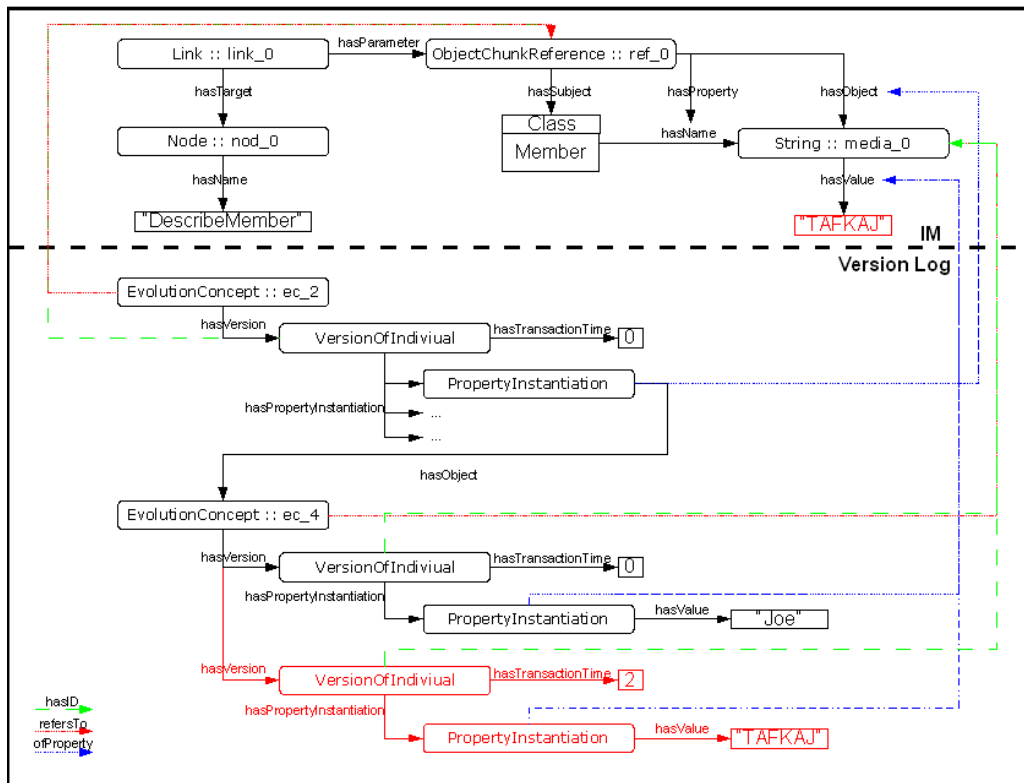 Link :: link_0
hasParameter
ObjectChunkReference :: ref_0
hasTarget
hasSubject
hasProperty
hasObject
Class
Member
hasName
Node :: nod_0
String :: media_0
hasName
hasValue
"DescribeMember"
"TAFKAJ"
IM
Version Log
EvolutionConcept :: ec_2
hasVersion
VersionOfIndiviual
hasTransactionTime
0
PropertyInstantiation
hasPropertyInstantiation
...
...
hasObject
EvolutionConcept :: ec_4
hasVersion
VersionOfIndiviual
hasTransactionTime
0
hasPropertyInstantiation
PropertyInstantiation
hasValue
"Joe"
hasVersion
VersionOfIndiviual
hasTransactionTime
2
hasPropertyInstantiation
PropertyInstantiation
hasValue
"TAFKAJ"
hasID
refersTo
ofProperty